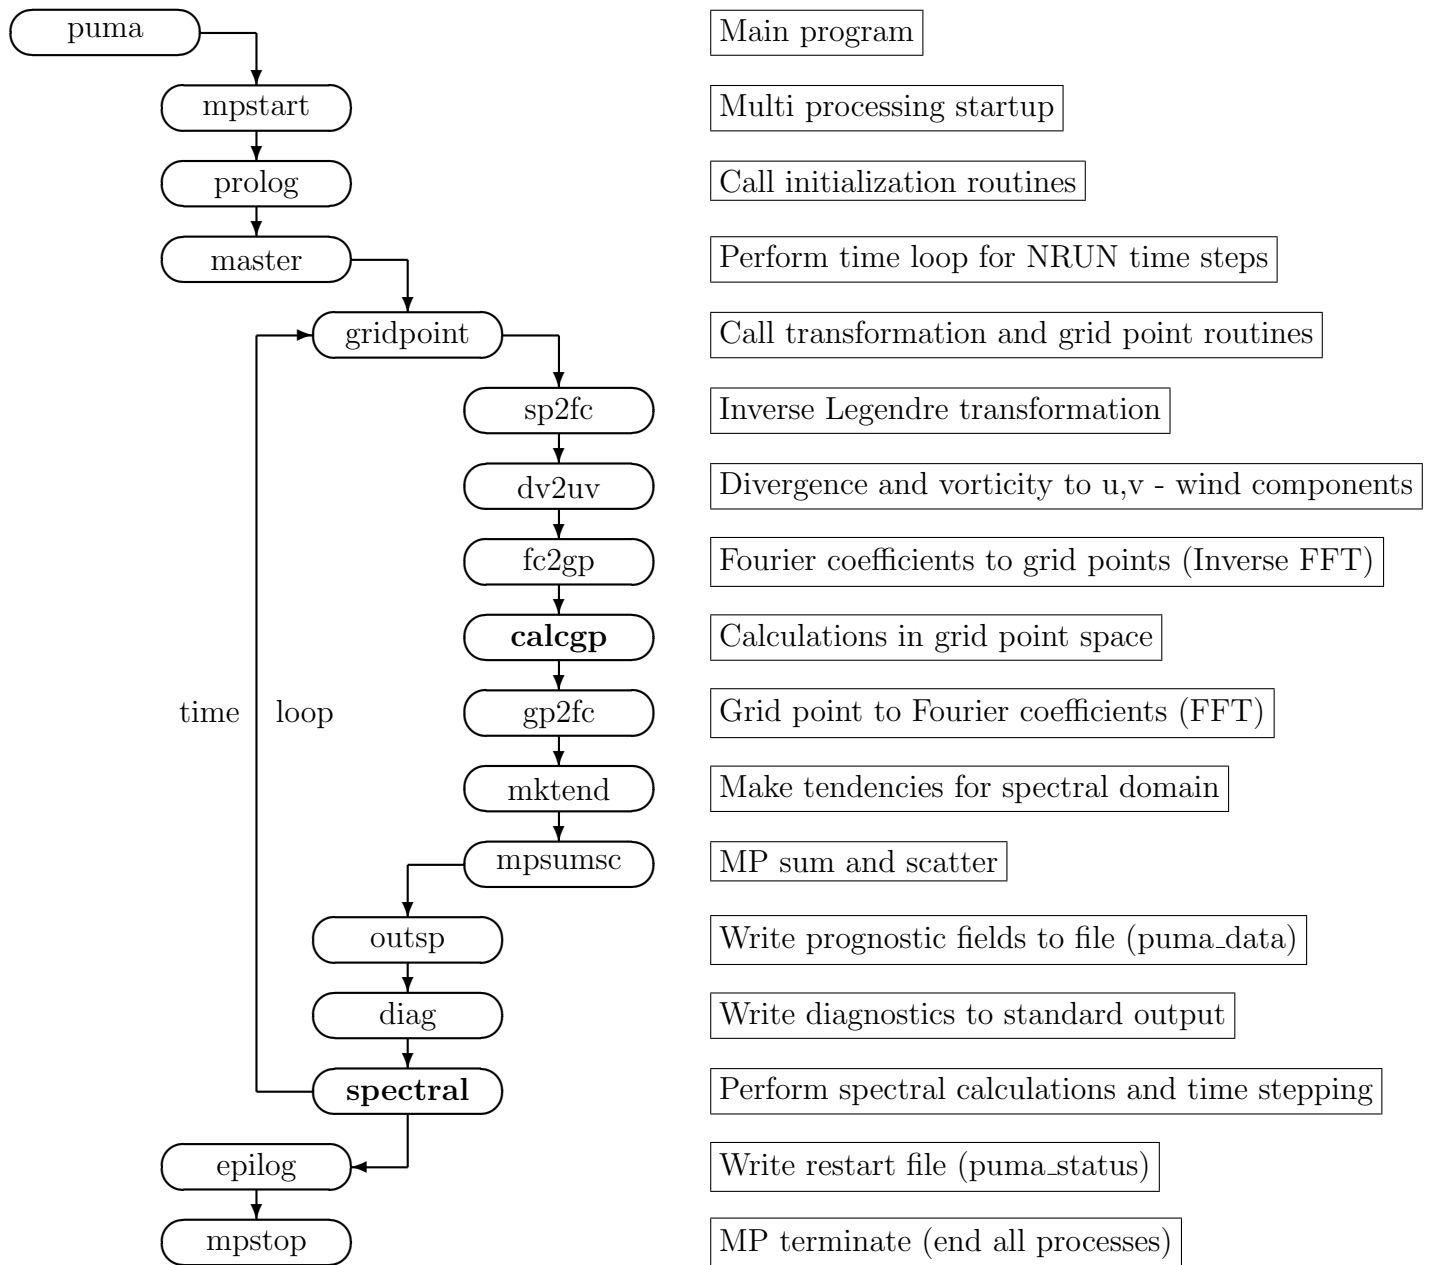 puma Main program
mpstart Multi processing startup
prolog Call initialization routines
master Perform time loop for NRUN time steps
gridpoint Call transformation and grid point routines
sp2fc Inverse Legendre transformation
dv2uv Divergence and vorticity to u,v - wind components
fc2gp Fourier coefficients to grid points (Inverse FFT)
calcgp Calculations in grid point space
time loop gp2fc Grid point to Fourier coefficients (FFT)
mktend Make tendencies for spectral domain
mpsumsc MP sum and scatter
outsp Write prognostic fields to file (puma_data)
diag Write diagnostics to standard output
spectral Perform spectral calculations and time stepping
epilog Write restart file (puma_status)
mpstop MP terminate (end all processes)